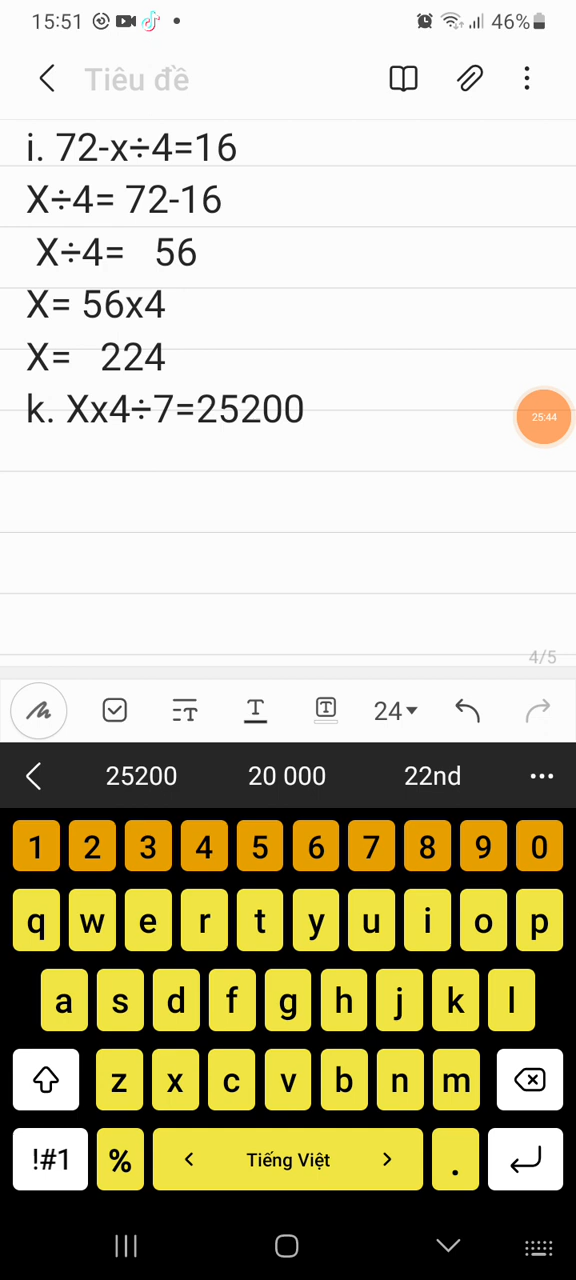 15:51 46%
Tiêu đề
i. 72-x÷4=16
X÷4= 72-16
X÷4= 56
X= 56x4
X= 224
k. Xx4÷7=25200
25:44
4/5
T T T 24
25200 20 000 22nd ...
1 2 3 4 5 6 7 8 9 0
q w e r t y u i o p
a s d f g h j k l
z x c v b n m
!#1 % < Tiếng Việt > .